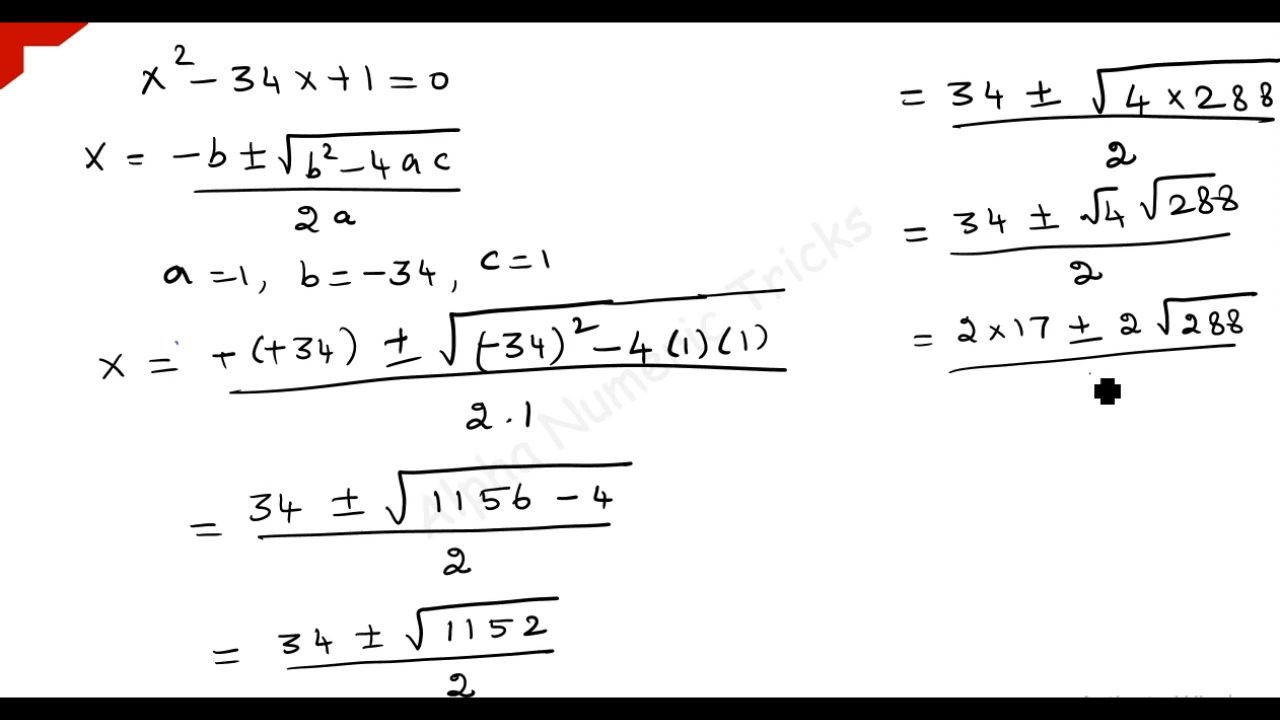 x² - 34x + 1 = 0
x = -b ± √(b² - 4ac)
2a
a = 1, b = -34, c = 1
x = + (+34) ± √((-34)² - 4(1)(1))
2 . 1
= 34 ± √(1156 - 4)
2
= 34 ± √1152
2
= 34 ± √(4 × 288)
2
= 34 ± √4 √288
2
= 2 × 17 ± 2 √288
Alpha Numeric Tricks